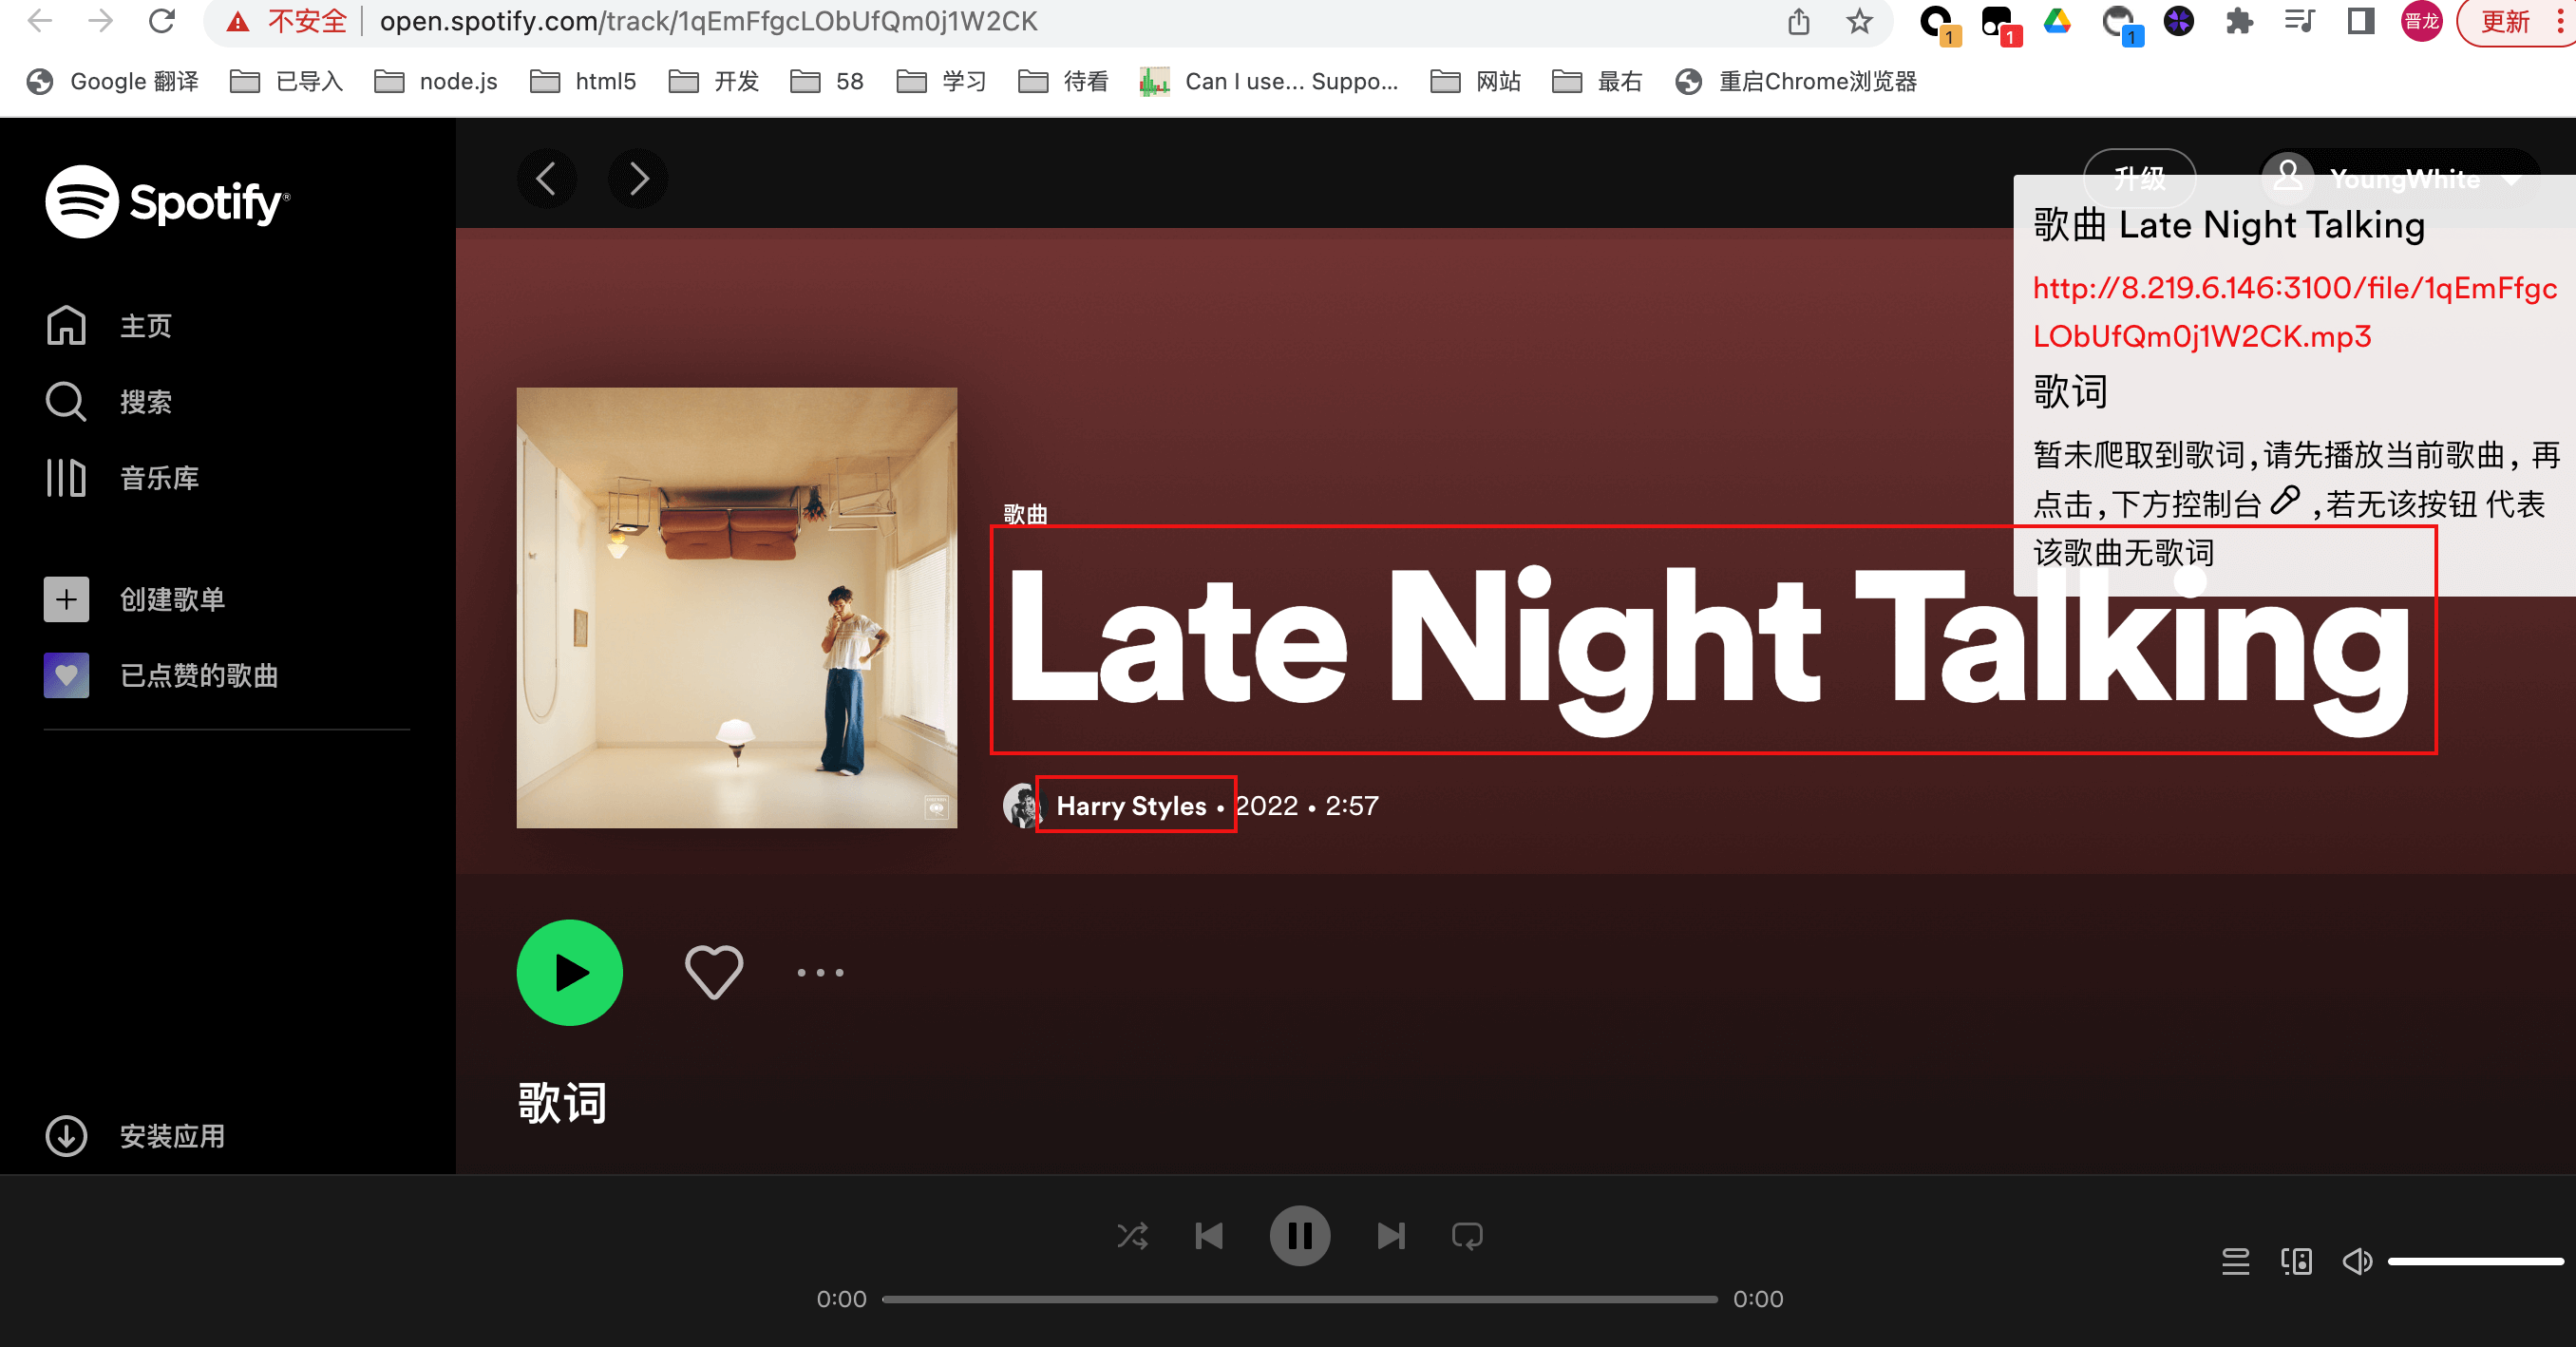 不安全 open.spotify.com/track/1qEmFfgcLObUfQm0j1W2CK
1 1 1 晋龙 更新
Google 翻译 已导入 node.js html5 开发 58 学习 待看 Can I use... Suppo... 网站 最右 重启Chrome浏览器
Spotify®
主页
搜索
音乐库
创建歌单
已点赞的歌曲
安装应用
升级 YoungWhite
歌曲 Late Night Talking
http://8.219.6.146:3100/file/1qEmFfgc
LObUfQm0j1W2CK.mp3
歌词
暂未爬取到歌词,请先播放当前歌曲, 再
点击,下方控制台 ,若无该按钮 代表
该歌曲无歌词
歌曲
Late Night Talking
Harry Styles • 2022 • 2:57
歌词
0:00 0:00